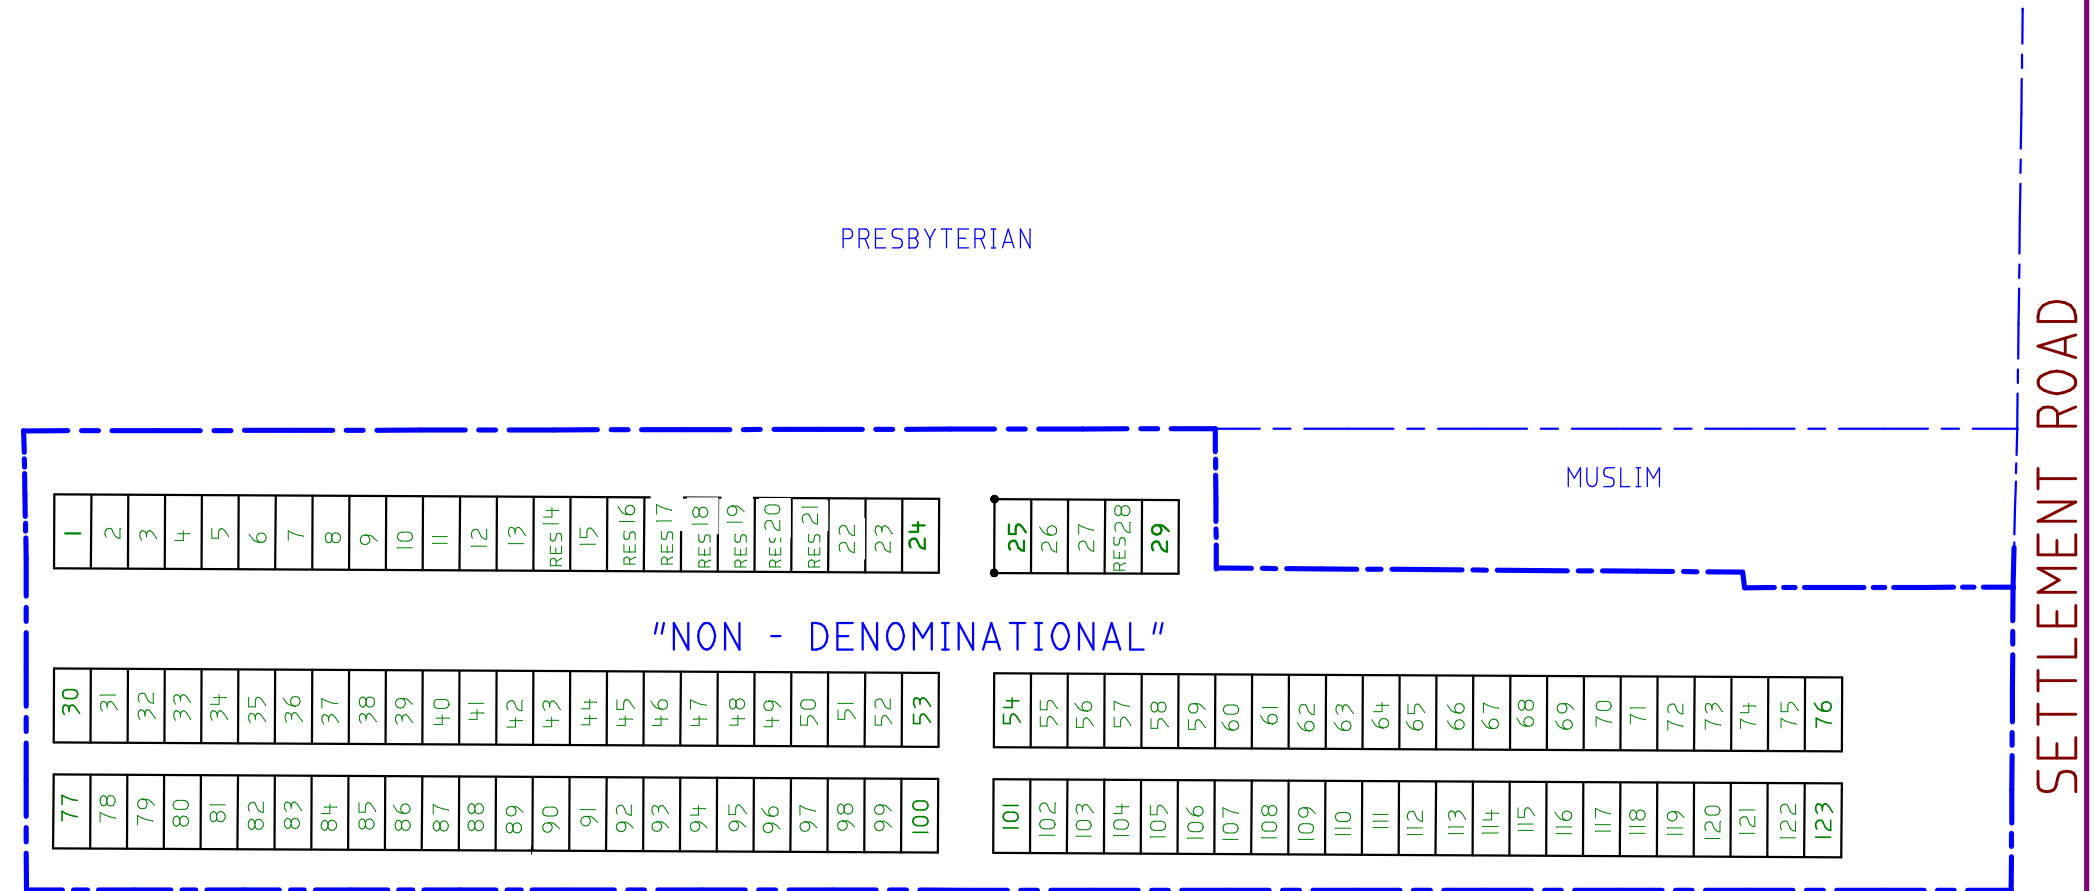 PRESBYTERIAN
MUSLIM
1 2 3 4 5 6 7 8 9 10 11 12 13 RES 14 15 RES 16 RES 17 RES 18 RES 19 RES 20 RES 21 22 23 24 25 26 27 RES28 29
"NON - DENOMINATIONAL"
30 31 32 33 34 35 36 37 38 39 40 41 42 43 44 45 46 47 48 49 50 51 52 53 54 55 56 57 58 59 60 61 62 63 64 65 66 67 68 69 70 71 72 73 74 75 76
77 78 79 80 81 82 83 84 85 86 87 88 89 90 91 92 93 94 95 96 97 98 99 100 101 102 103 104 105 106 107 108 109 110 111 112 113 114 115 116 117 118 119 120 121 122 123
SETTLEMENT ROAD